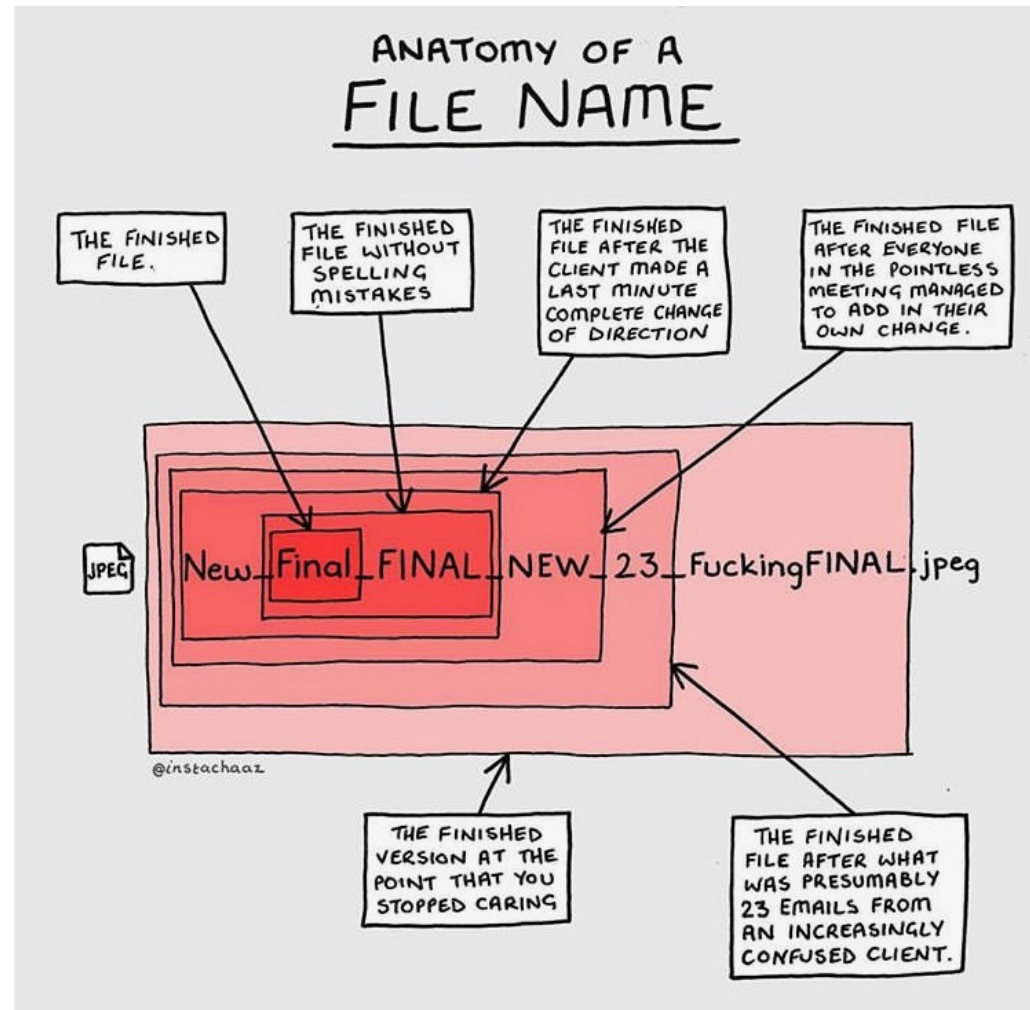 ANATOMY OF A
FILE NAME
THE FINISHED
FILE.
THE FINISHED
FILE WITHOUT
SPELLING
MISTAKES
THE FINISHED
FILE AFTER THE
CLIENT MADE A
LAST MINUTE
COMPLETE CHANGE
OF DIRECTION
THE FINISHED FILE
AFTER EVERYONE
IN THE POINTLESS
MEETING MANAGED
TO ADD IN THEIR
OWN CHANGE.
JPEG
New_Final_FINAL_NEW_23_FuckingFINAL.jpeg
@instachaaz
THE FINISHED
VERSION AT THE
POINT THAT YOU
STOPPED CARING
THE FINISHED
FILE AFTER WHAT
WAS PRESUMABLY
23 EMAILS FROM
AN INCREASINGLY
CONFUSED CLIENT.